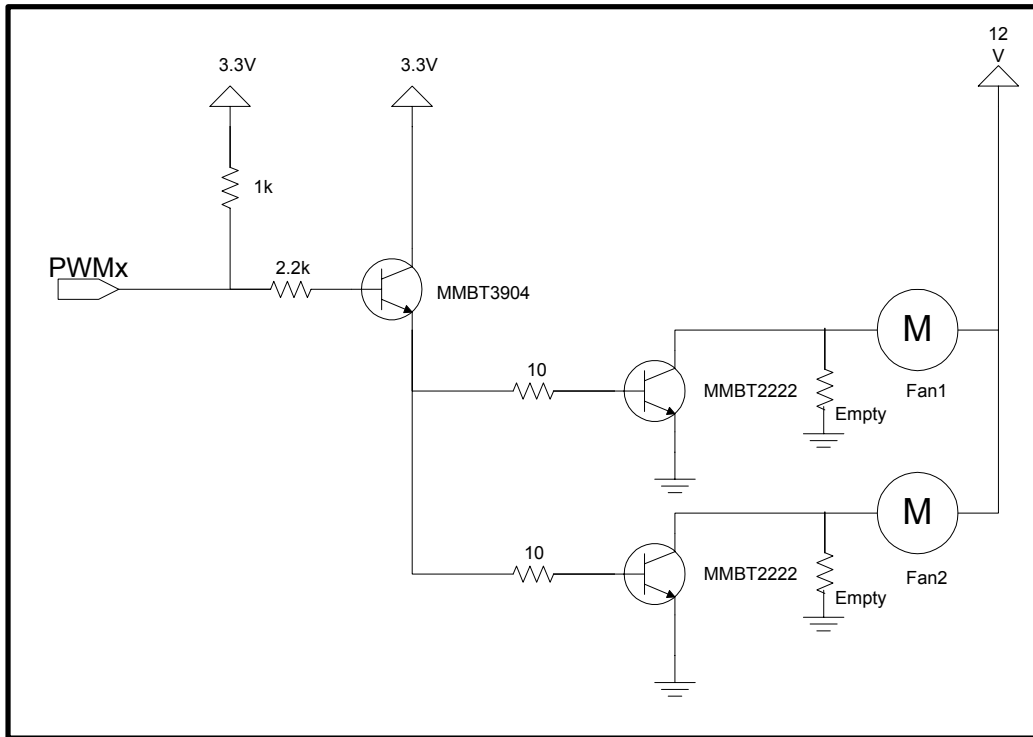 12
V
3.3V
3.3V
1k
PWMx
2.2k
MMBT3904
M
10
MMBT2222
Fan1
Empty
M
10
MMBT2222
Fan2
Empty